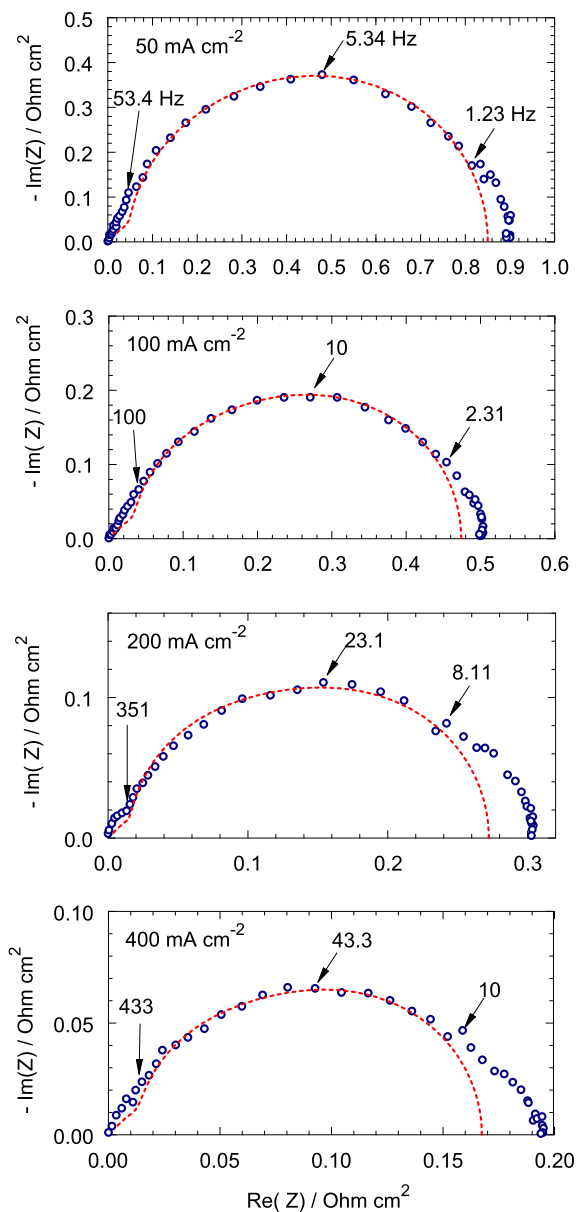 0.5
50 mA cm-2
5.34 Hz
0.4
53.4 Hz
1.23 Hz
0.3
0.2
0.1
0.0
- Im(Z) / Ohm cm2
0.0 0.1 0.2 0.3 0.4 0.5 0.6 0.7 0.8 0.9 1.0
0.3
100 mA cm-2
10
0.2
100
2.31
0.1
0.0
- Im( Z) / Ohm cm2
0.0 0.1 0.2 0.3 0.4 0.5 0.6
200 mA cm-2
23.1
8.11
0.1
351
0.0
- Im( Z) / Ohm cm2
0.0 0.1 0.2 0.3
0.10
400 mA cm-2
43.3
10
433
0.05
0.00
- Im(Z) / Ohm cm2
0.00 0.05 0.10 0.15 0.20
Re( Z) / Ohm cm2